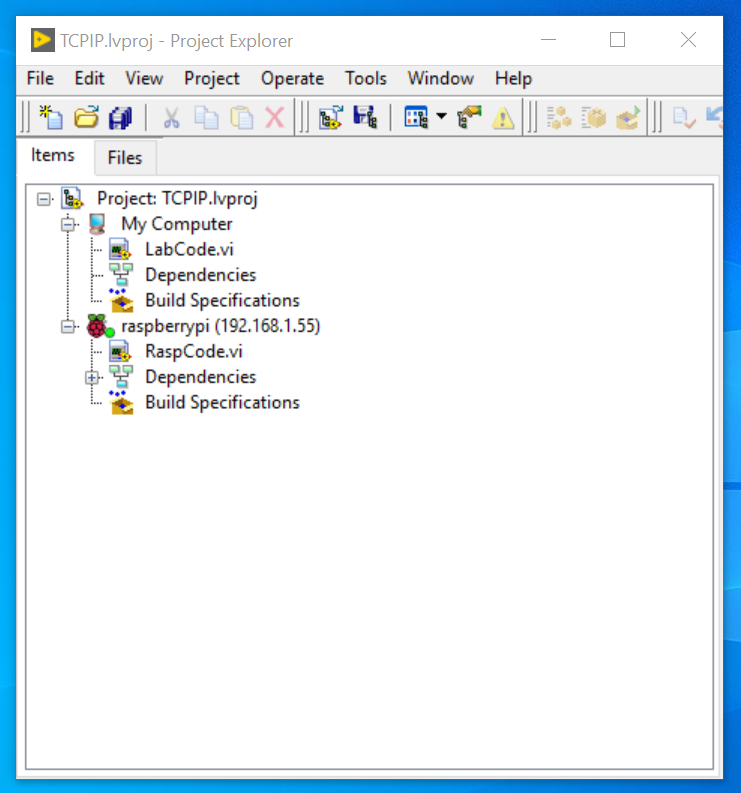 TCPIP.lvproj - Project Explorer
File Edit View Project Operate Tools Window Help
Items Files
Project: TCPIP.lvproj
My Computer
LabCode.vi
Dependencies
Build Specifications
raspberrypi (192.168.1.55)
RaspCode.vi
Dependencies
Build Specifications